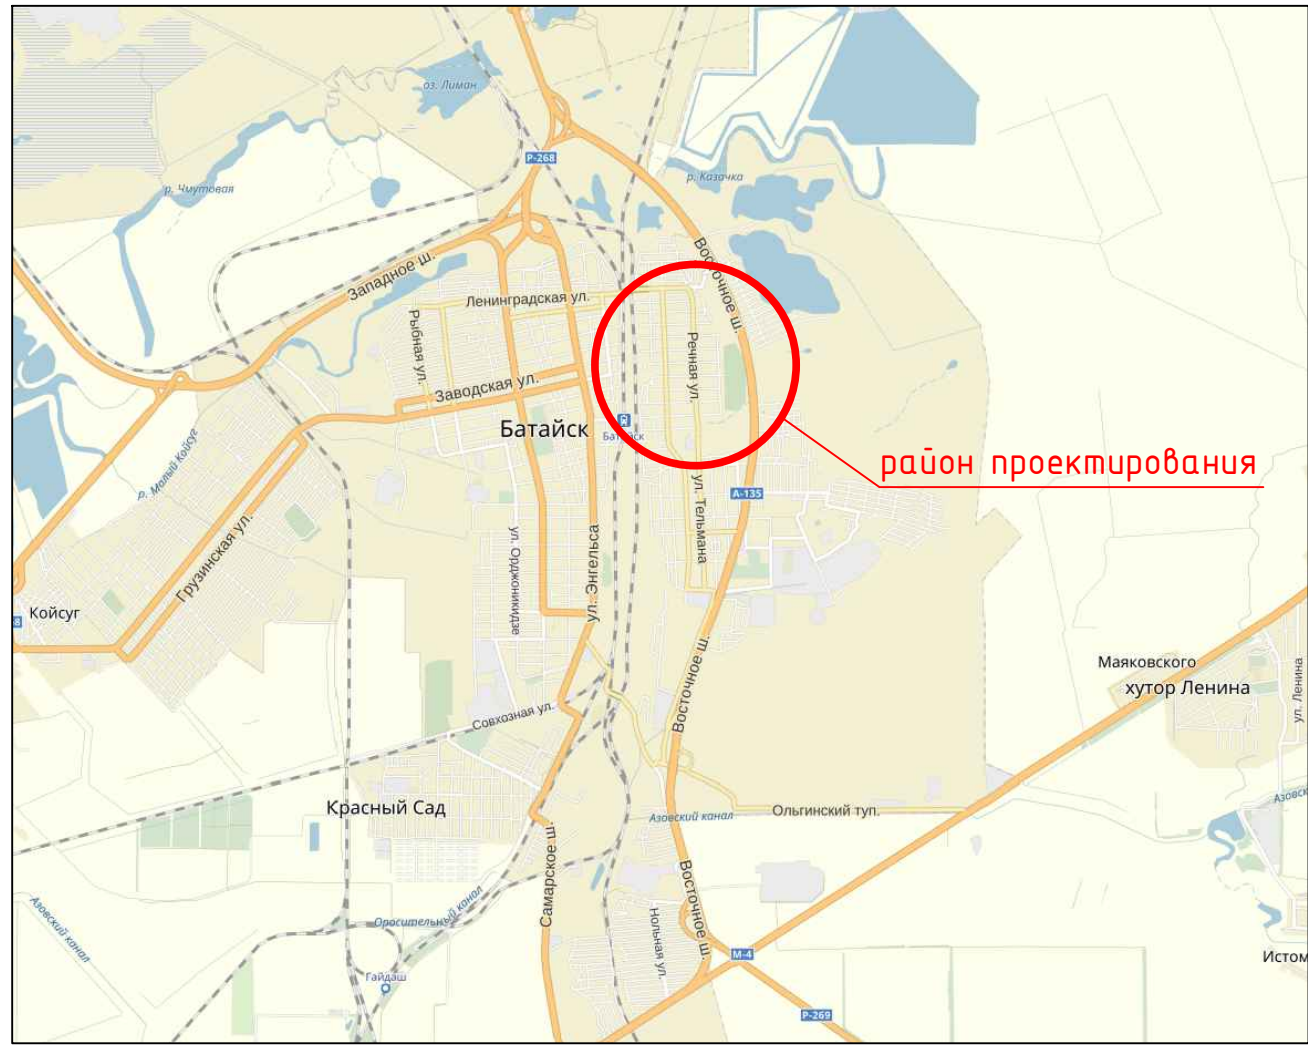 оз. Лиман
Р-268
р. Казачка
р. Чмутовая
Восточное ш.
Западное ш.
Ленинградская ул.
Рыбная ул.
Речная ул.
Заводская ул.
Батайск
Батайск
район проектирования
р. Малый Койсуг
А-135
ул. Тельмана
Грузинская ул.
ул. Орджоникидзе
ул. Энгельса
Койсуг
Маяковского
хутор Ленина
ул. Ленина
Восточное ш.
Совхозная ул.
Красный Сад
Азовский канал
Ольгинский туп.
Азовск
Самарское ш.
Восточное ш.
Азовский канал
Оросительный канал
Нольная ул.
М-4
Истом
Гайдаш
Р-269